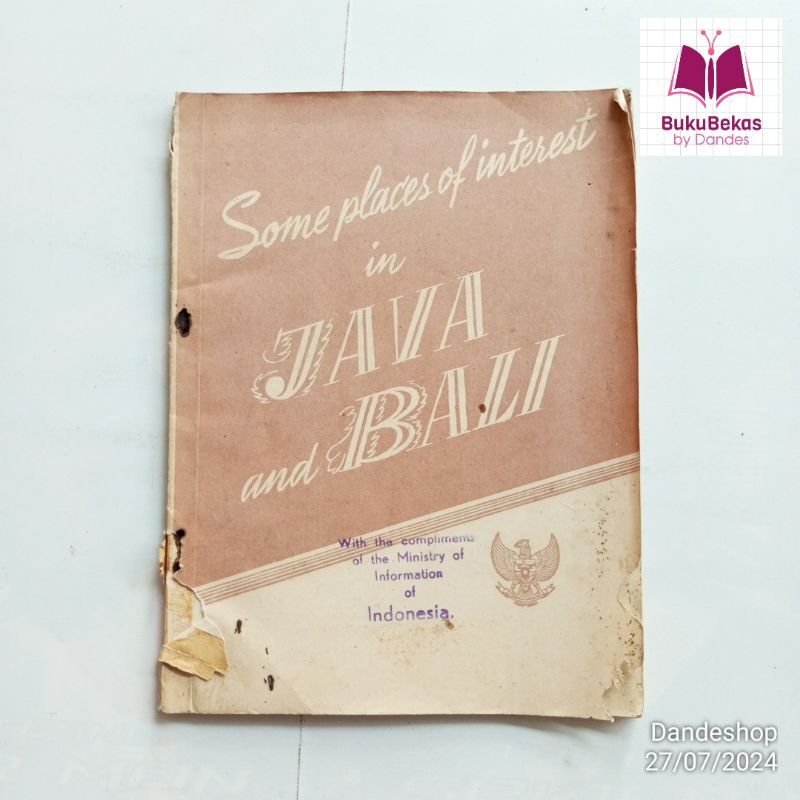 BukuBekas
by Dandes
Some places of interest
in
JAVA
and BALI
With the compliments
of the Ministry of
Information
of
Indonesia.
Dandeshop
27/07/2024